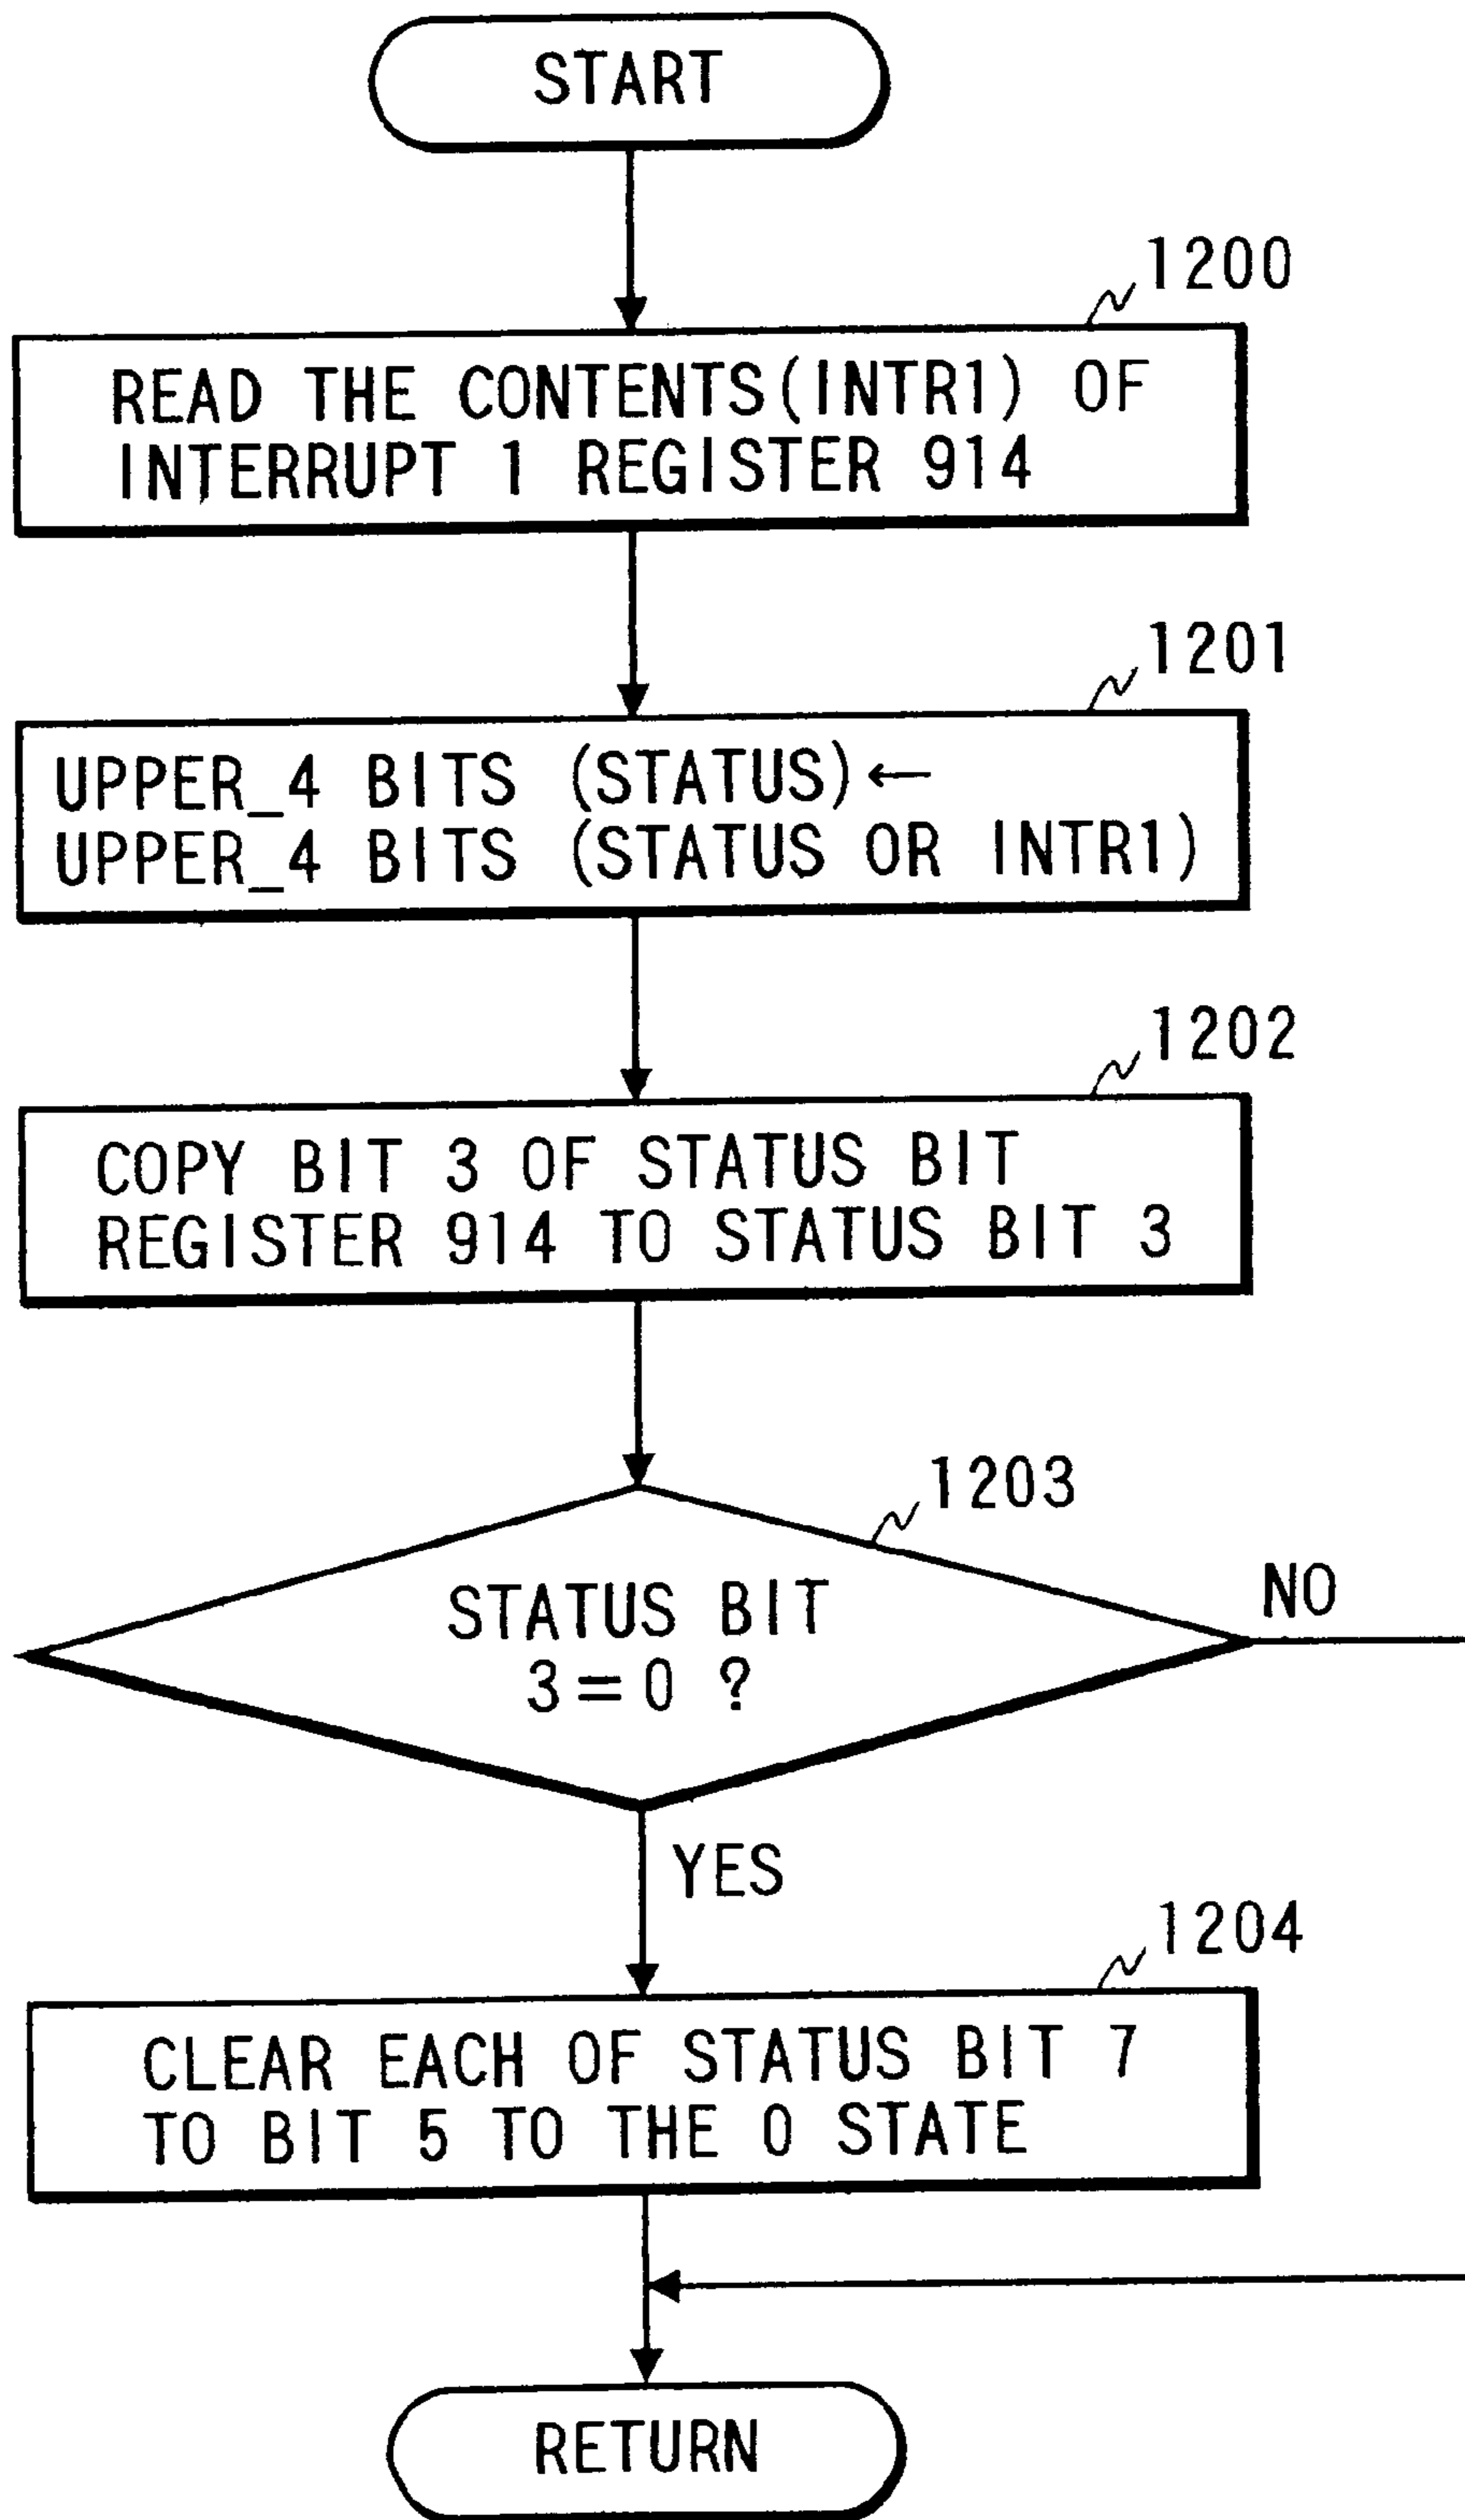 START
1200
READ THE CONTENTS(INTR1) OF
INTERRUPT 1 REGISTER 914
1201
UPPER_4 BITS (STATUS)←
UPPER_4 BITS (STATUS OR INTR1)
1202
COPY BIT 3 OF STATUS BIT
REGISTER 914 TO STATUS BIT 3
1203
STATUS BIT
3=0 ?
NO
YES
1204
CLEAR EACH OF STATUS BIT 7
TO BIT 5 TO THE 0 STATE
RETURN